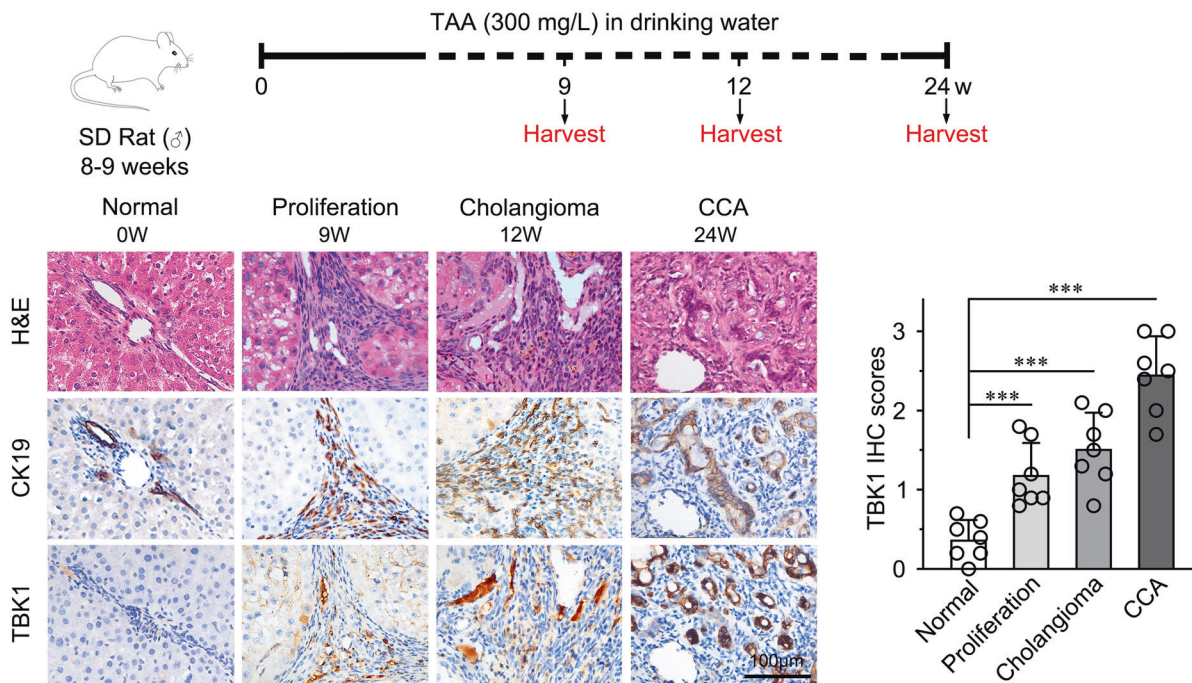 TAA (300 mg/L) in drinking water
0
9
12
24 w
Harvest
Harvest
Harvest
SD Rat (♂)
8-9 weeks
Normal
0W
Proliferation
9W
Cholangioma
12W
CCA
24W
H&E
CK19
TBK1
100μm
TBK1 IHC scores
3
2
1
0
***
***
***
Normal
Proliferation
Cholangioma
CCA